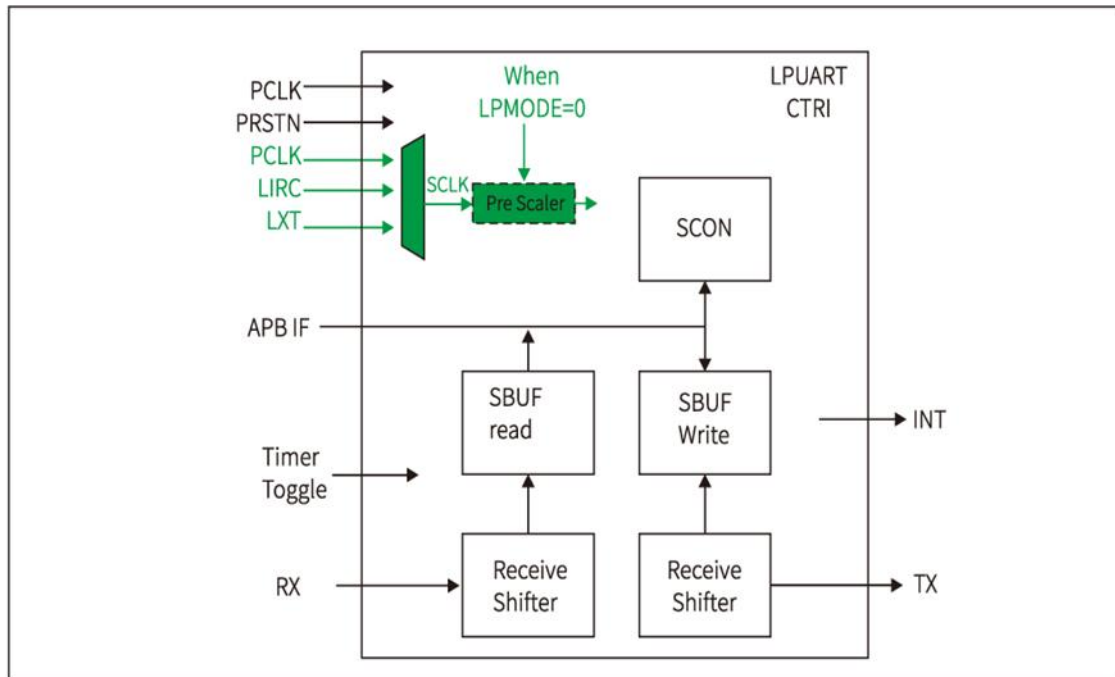 PCLK
PRSTN
PCLK
LIRC
LXT
When
LPMODE=0
LPUART
CTRI
SCLK
Pre Scaler
SCON
APB IF
SBUF
read
SBUF
Write
INT
Timer
Toggle
RX
Receive
Shifter
Receive
Shifter
TX